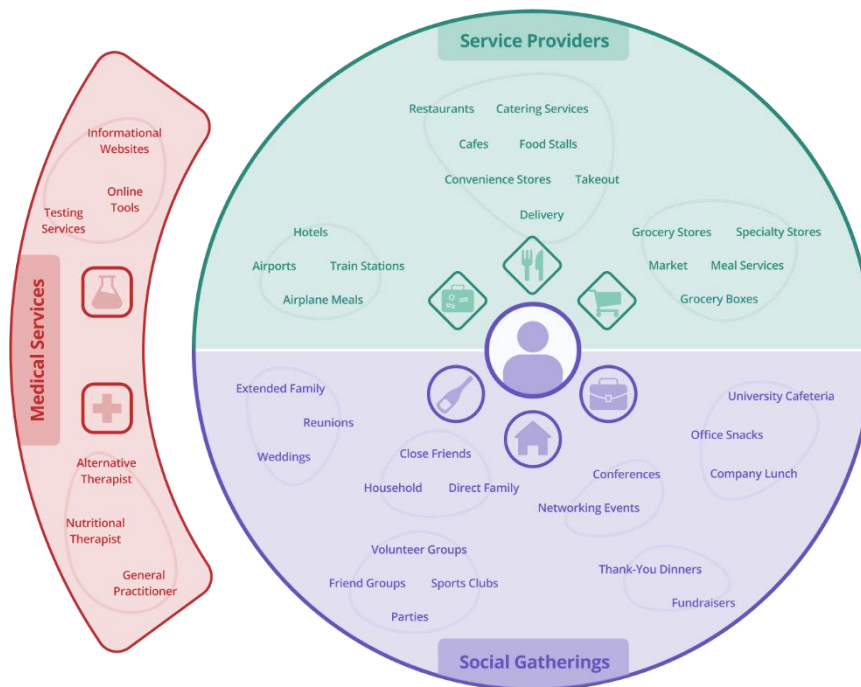 Service Providers
Restaurants
Catering Services
Cafes
Food Stalls
Convenience Stores
Takeout
Delivery
Hotels
Airports
Train Stations
Airplane Meals
Grocery Stores
Specialty Stores
Market
Meal Services
Grocery Boxes
Medical Services
Informational
Websites
Online
Tools
Testing
Services
Alternative
Therapist
Nutritional
Therapist
General
Practitioner
Extended Family
Reunions
Weddings
Close Friends
Household
Direct Family
Conferences
Networking Events
University Cafeteria
Office Snacks
Company Lunch
Volunteer Groups
Friend Groups
Sports Clubs
Parties
Thank-You Dinners
Fundraisers
Social Gatherings